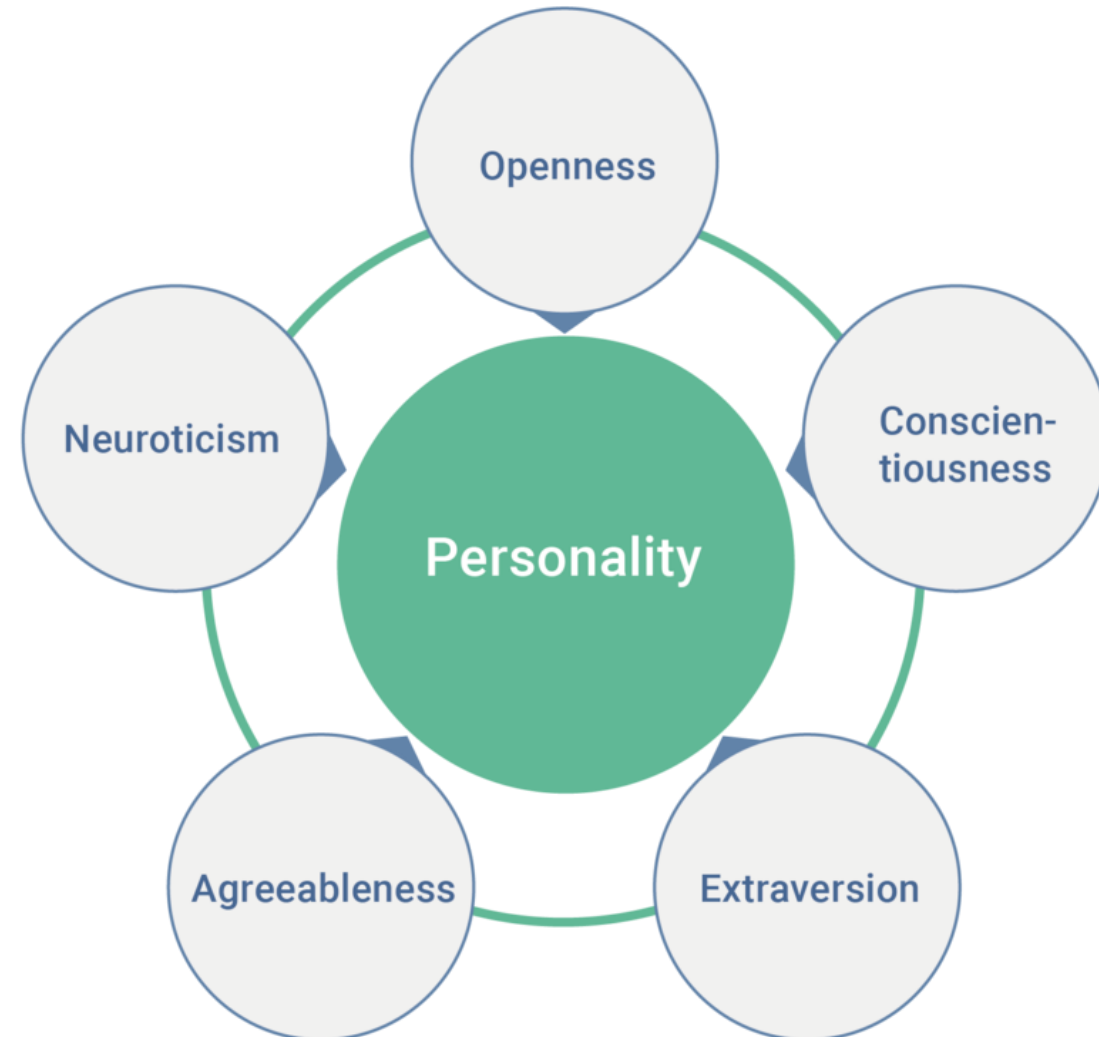 Openness
Conscien-
tiousness
Neuroticism
Personality
Agreeableness
Extraversion